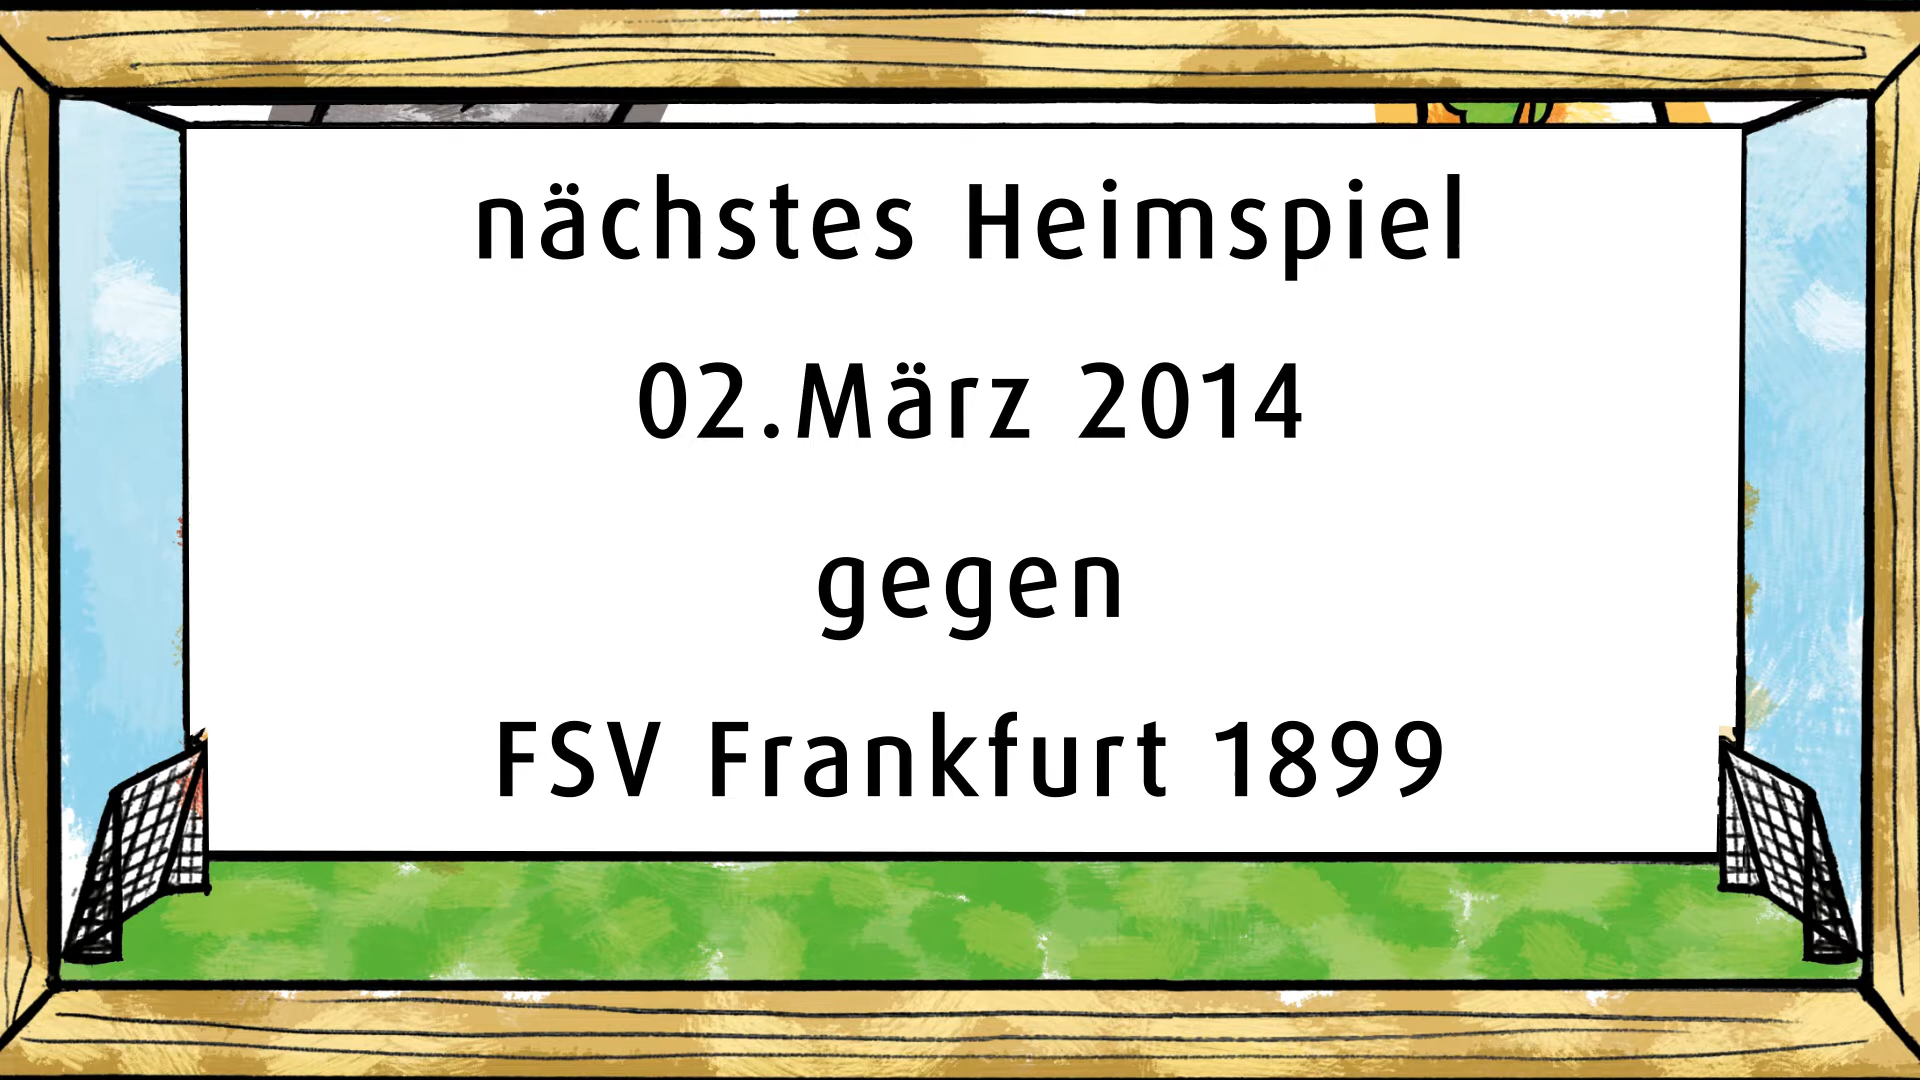 nächstes Heimspiel
02.März 2014
gegen
FSV Frankfurt 1899